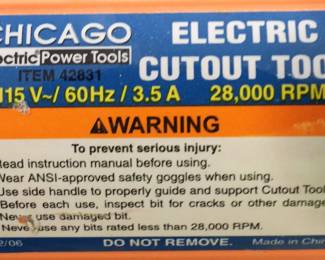 CHICAGO ELECTRIC
Electric Power Tools CUTOUT TOO
ITEM 42831
115 V~/ 60Hz / 3.5 A 28,000 RPM
WARNING
To prevent serious injury:
Read instruction manual before using.
Wear ANSI-approved safety goggles when using.
Use side handle to properly guide and support Cutout Tool
Before each use, inspect bit for cracks or other damage
Never use damaged bit.
Never use any bits rated less than 28,000 RPM.
2/06 DO NOT REMOVE. Made in Chin